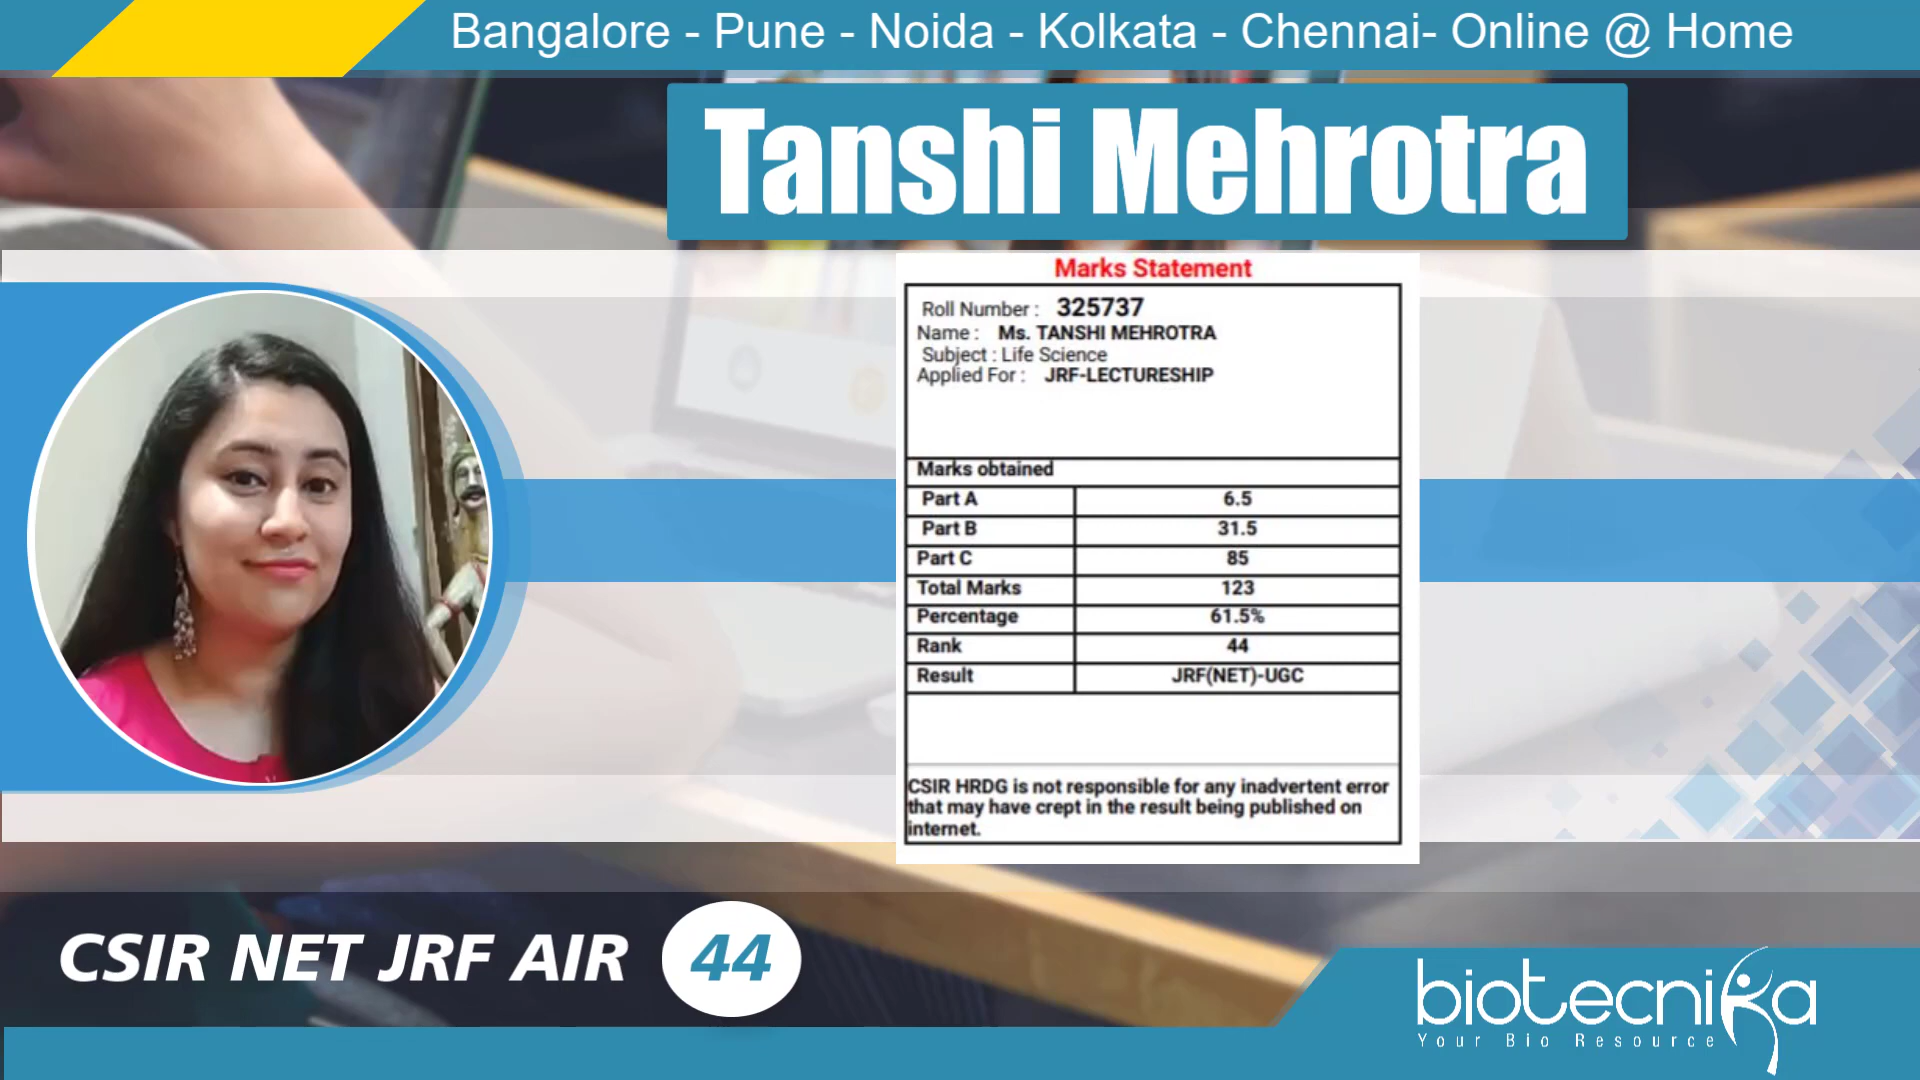 Bangalore - Pune - Noida - Kolkata - Chennai- Online @ Home
Tanshi Mehrotra
Marks Statement
Roll Number : 325737
Name : Ms. TANSHI MEHROTRA
Subject : Life Science
Applied For : JRF-LECTURESHIP
Marks obtained
Part A 6.5
Part B 31.5
Part C 85
Total Marks 123
Percentage 61.5%
Rank 44
Result JRF(NET)-UGC
CSIR HRDG is not responsible for any inadvertent error
that may have crept in the result being published on
internet.
CSIR NET JRF AIR 44
biotecnika
Your Bio Resource